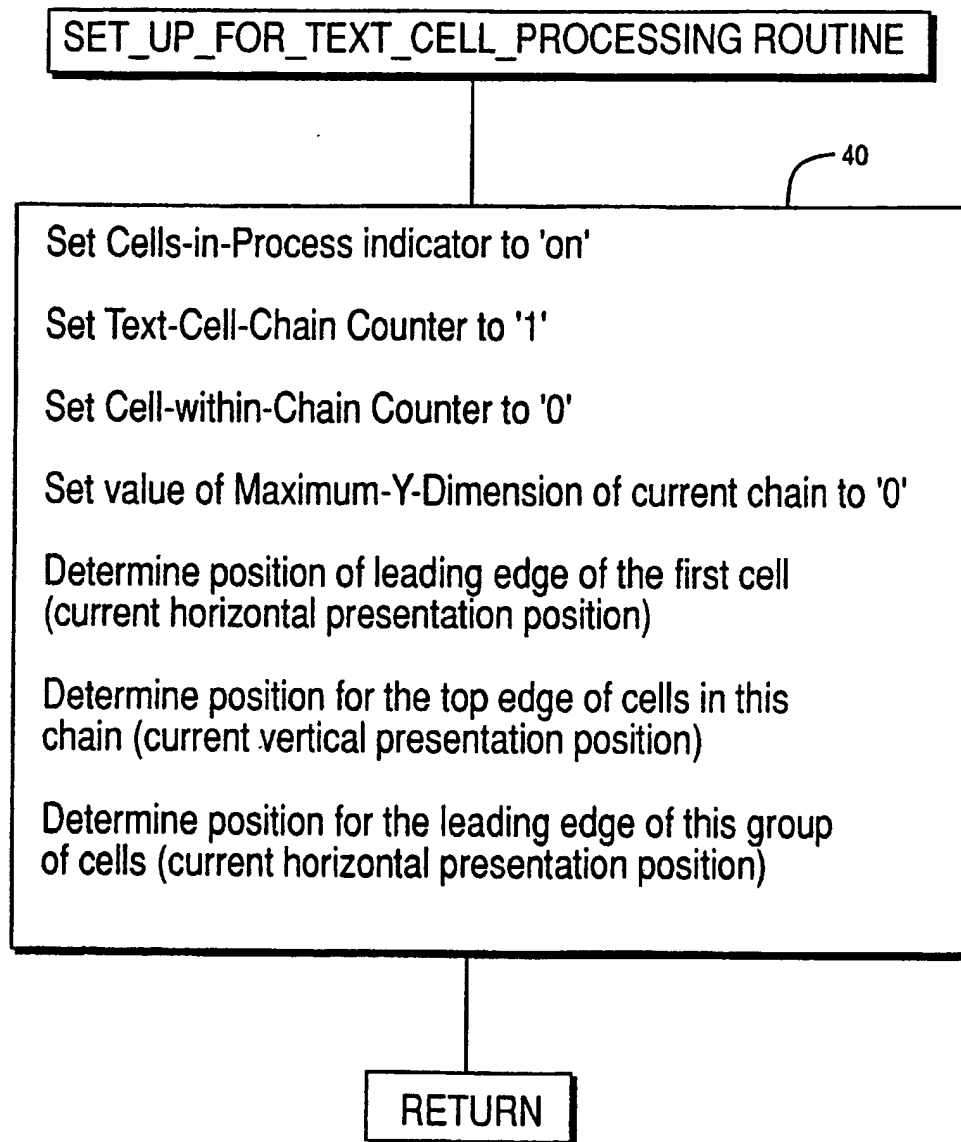 SET_UP_FOR_TEXT_CELL_PROCESSING ROUTINE
40
Set Cells-in-Process indicator to 'on'
Set Text-Cell-Chain Counter to '1'
Set Cell-within-Chain Counter to '0'
Set value of Maximum-Y-Dimension of current chain to '0'
Determine position of leading edge of the first cell
(current horizontal presentation position)
Determine position for the top edge of cells in this
chain (current vertical presentation position)
Determine position for the leading edge of this group
of cells (current horizontal presentation position)
RETURN